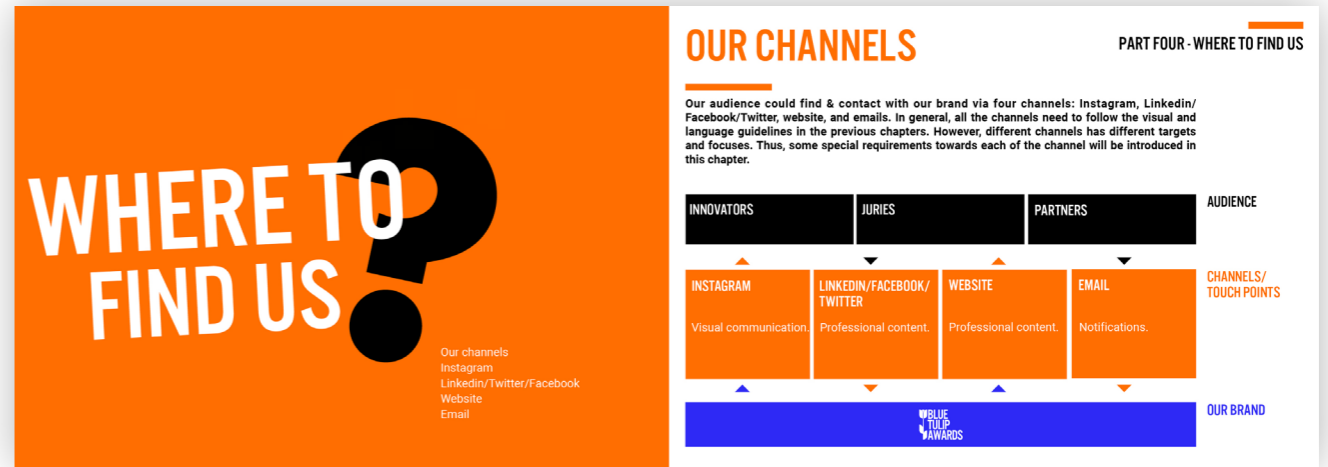 WHERE TO
FIND US
Our channels
Instagram
Linkedin/Twitter/Facebook
Website
Email
OUR CHANNELS
PART FOUR - WHERE TO FIND US
Our audience could find & contact with our brand via four channels: Instagram, Linkedin/
Facebook/Twitter, website, and emails. In general, all the channels need to follow the visual and
language guidelines in the previous chapters. However, different channels has different targets
and focuses. Thus, some special requirements towards each of the channel will be introduced in
this chapter.
INNOVATORS
JURIES
PARTNERS
AUDIENCE
INSTAGRAM
Visual communication.
LINKEDIN/FACEBOOK/
TWITTER
Professional content.
WEBSITE
Professional content.
EMAIL
Notifications.
CHANNELS/
TOUCH POINTS
BLUE
TULIP
AWARDS
OUR BRAND